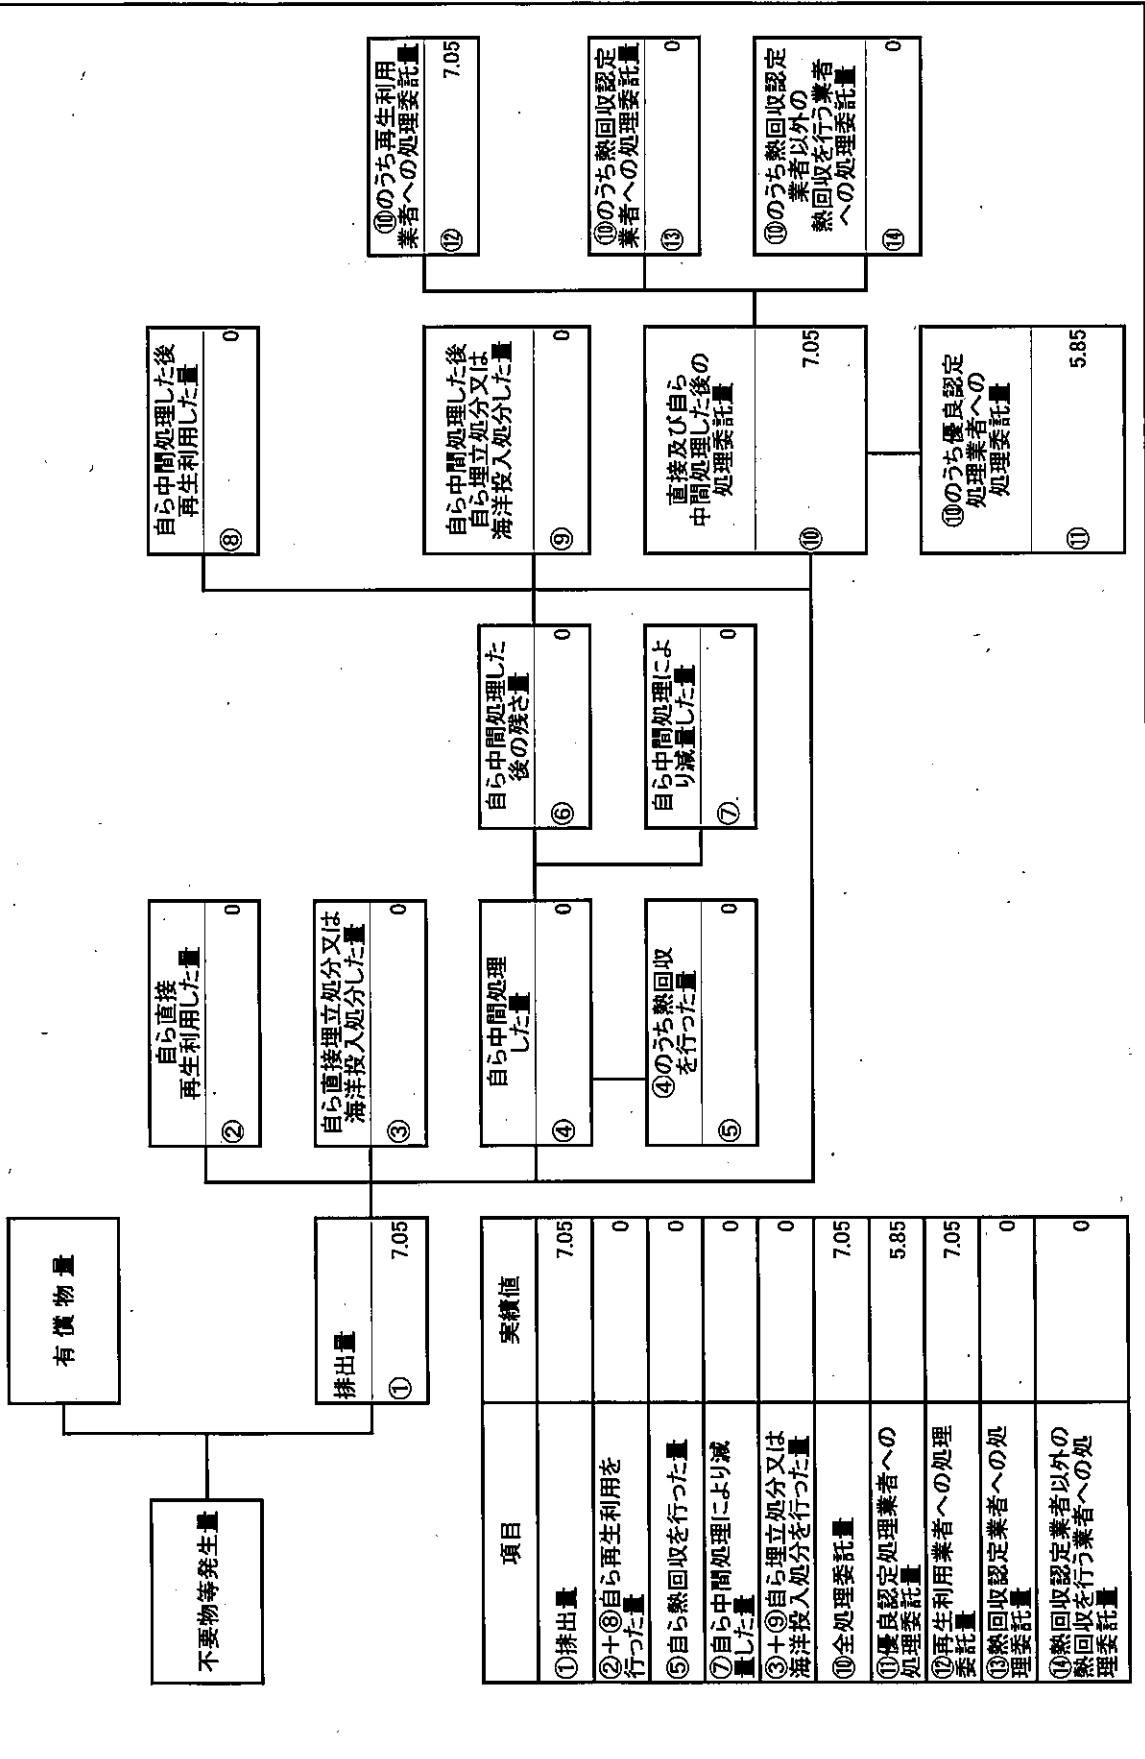 不要物等発生量
有償物量
排出量
① 7.05
自ら直接
再生利用した量
② 0
自ら直接埋立処分又は
海洋投入処分した量
③ 0
自ら中間処理
した量
④ 0
④のうち熱回収
を行った量
⑤ 0
自ら中間処理した
後の残さ量
⑥ 0
自ら中間処理によ
り減量した量
⑦ 0
自ら中間処理した後
再生利用した量
⑧ 0
自ら中間処理した後
自ら埋立処分又は
海洋投入処分した量
⑨ 0
直接及び自ら
中間処理した後の
処理委託量
⑩ 7.05
⑩のうち優良認定
処理業者への
処理委託量
⑪ 5.85
⑩のうち再生利用
業者への処理委託量
⑫ 7.05
⑩のうち熱回収認定
業者への処理委託量
⑬ 0
⑩のうち熱回収認定
業者以外の
熱回収を行う業者
への処理委託量
⑭ 0
項目 実績値
①排出量 7.05
②+⑧自ら再生利用を
行った量 0
⑤自ら熱回収を行った量 0
⑦自ら中間処理により減
量した量 0
③+⑨自ら埋立処分又は
海洋投入処分を行った量 0
⑩全処理委託量 7.05
⑪優良認定処理業者への
処理委託量 5.85
⑫再生利用業者への処理
委託量 7.05
⑬熱回収認定業者への処
理委託量 0
⑭熱回収認定業者以外の
熱回収を行う業者への処
理委託量 0